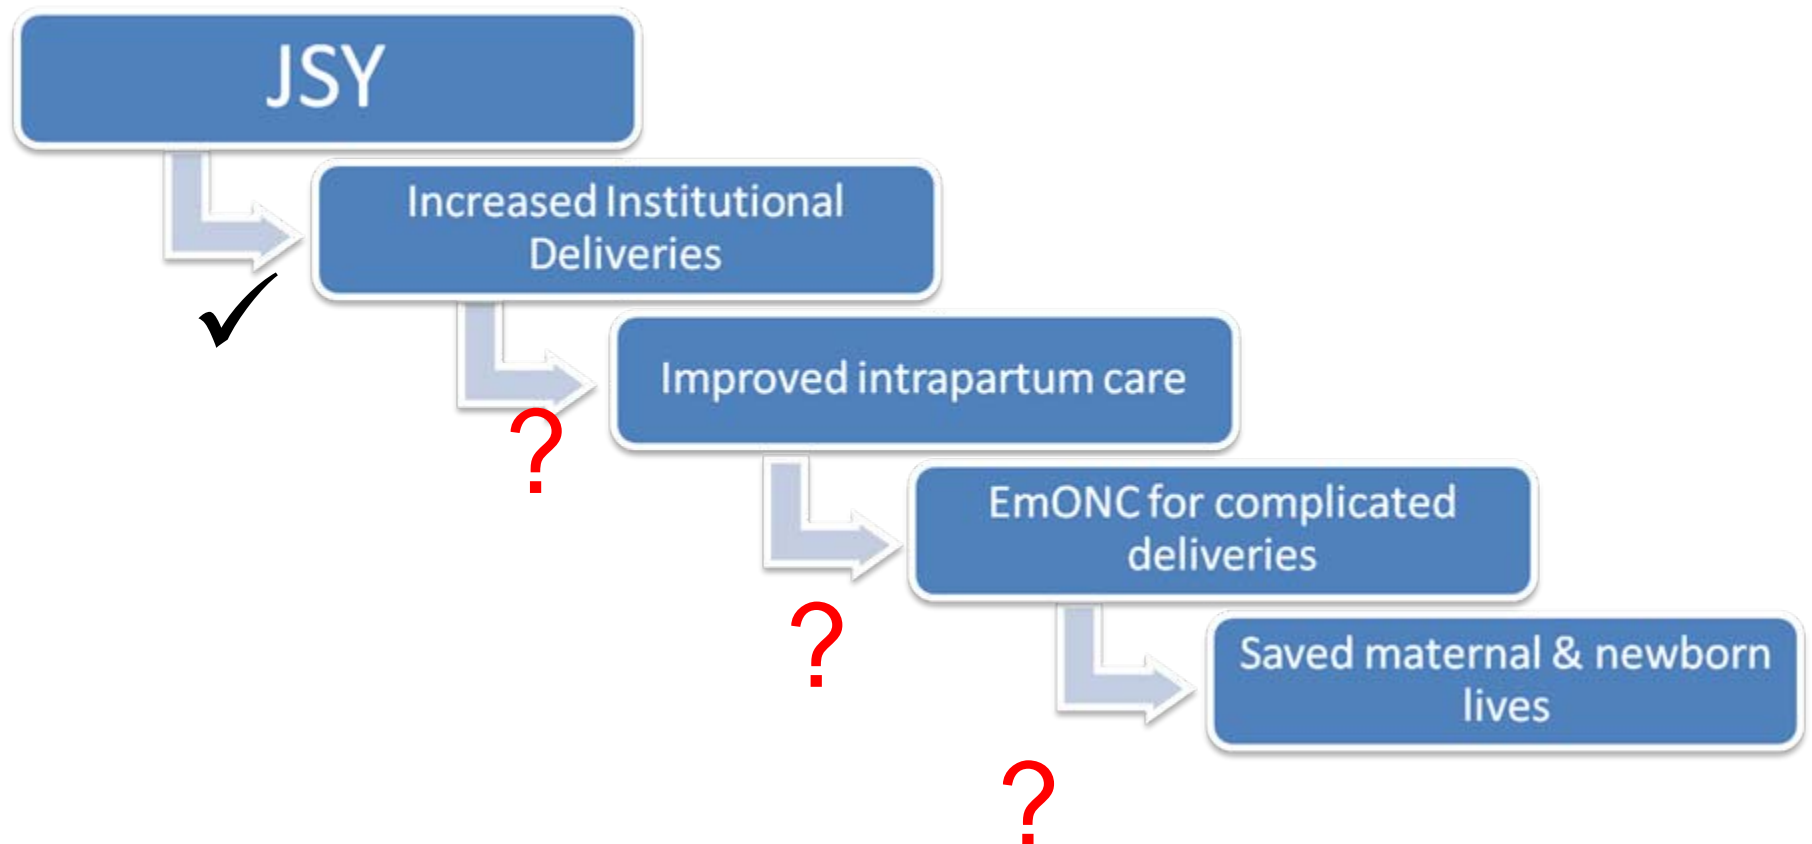 JSY
Increased Institutional
Deliveries
✓
Improved intrapartum care
?
EmONC for complicated
deliveries
?
Saved maternal & newborn
lives
?